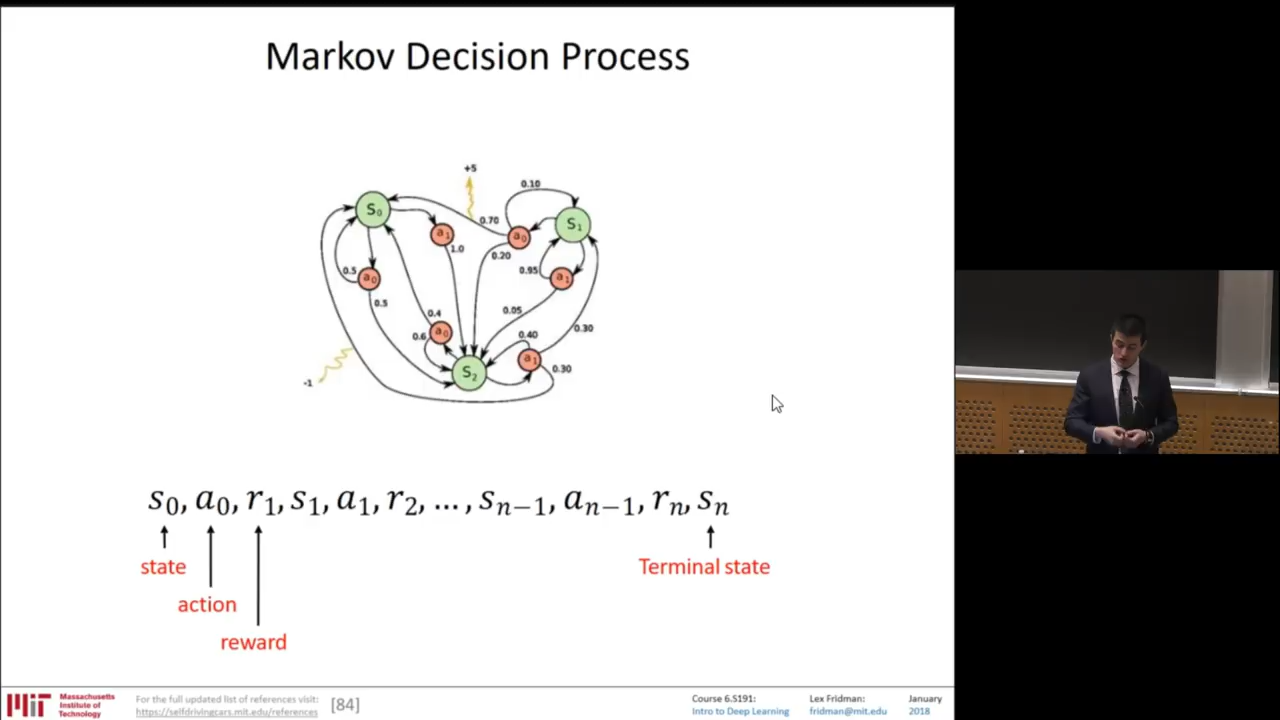 Markov Decision Process
+5
0.10
S₀
0.70
S₁
a₁
a₀
1.0
0.20
0.5
a₀
0.95
a₁
0.5
0.4
0.05
0.6
a₀
0.40
0.30
S₂
a₁
0.30
-1
s₀, a₀, r₁, s₁, a₁, r₂, …, sₙ₋₁, aₙ₋₁, rₙ, sₙ
state
Terminal state
action
reward
MIT
Massachusetts
Institute of
Technology
For the full updated list of references visit:
https://selfdrivingcars.mit.edu/references
[84]
Course 6.S191:
Intro to Deep Learning
Lex Fridman:
fridman@mit.edu
January
2018